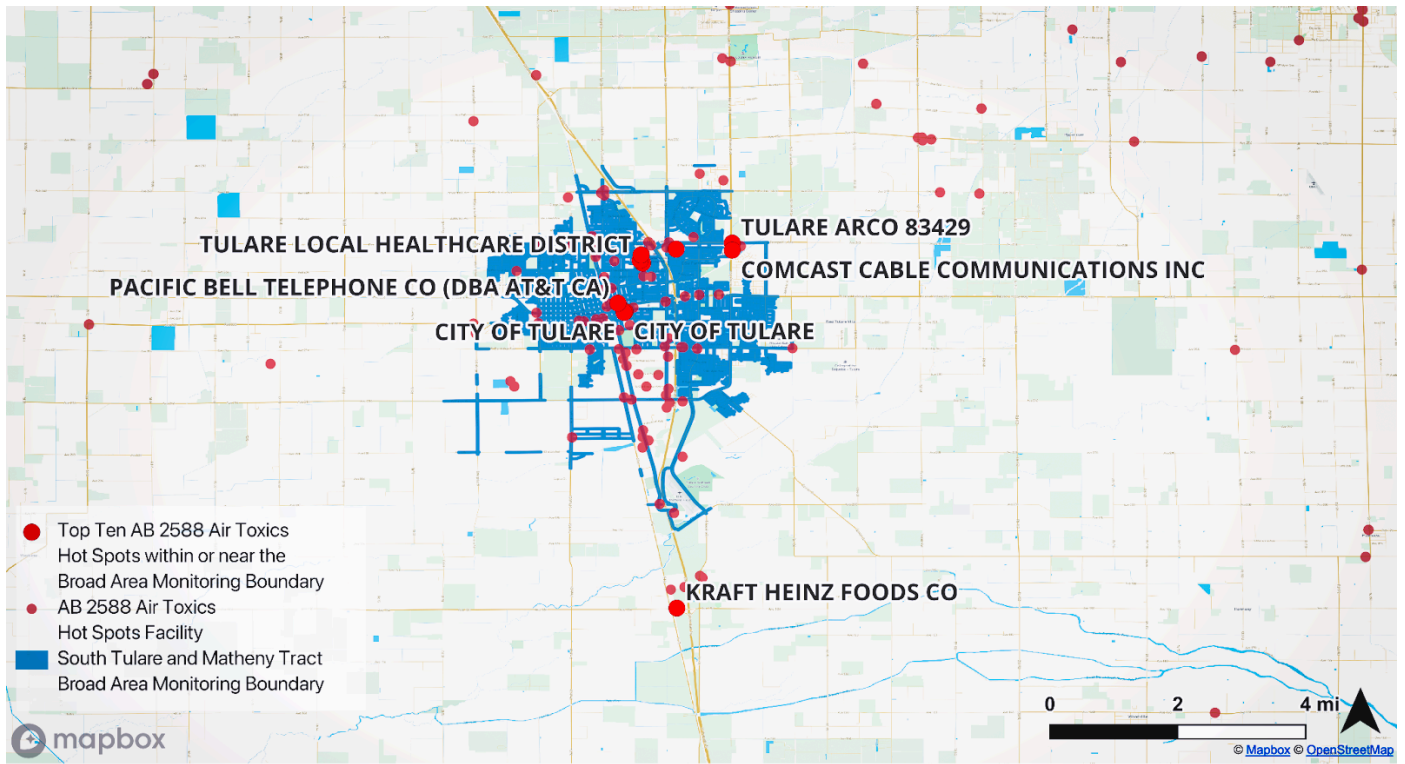 TULARE ARCO 83429
TULARE LOCAL HEALTHCARE DISTRICT
COMCAST CABLE COMMUNICATIONS INC
PACIFIC BELL TELEPHONE CO (DBA AT&T CA)
CITY OF TULARE
CITY OF TULARE
KRAFT HEINZ FOODS CO
Top Ten AB 2588 Air Toxics
Hot Spots within or near the
Broad Area Monitoring Boundary
AB 2588 Air Toxics
Hot Spots Facility
South Tulare and Matheny Tract
Broad Area Monitoring Boundary
0 2 4 mi
mapbox
© Mapbox © OpenStreetMap